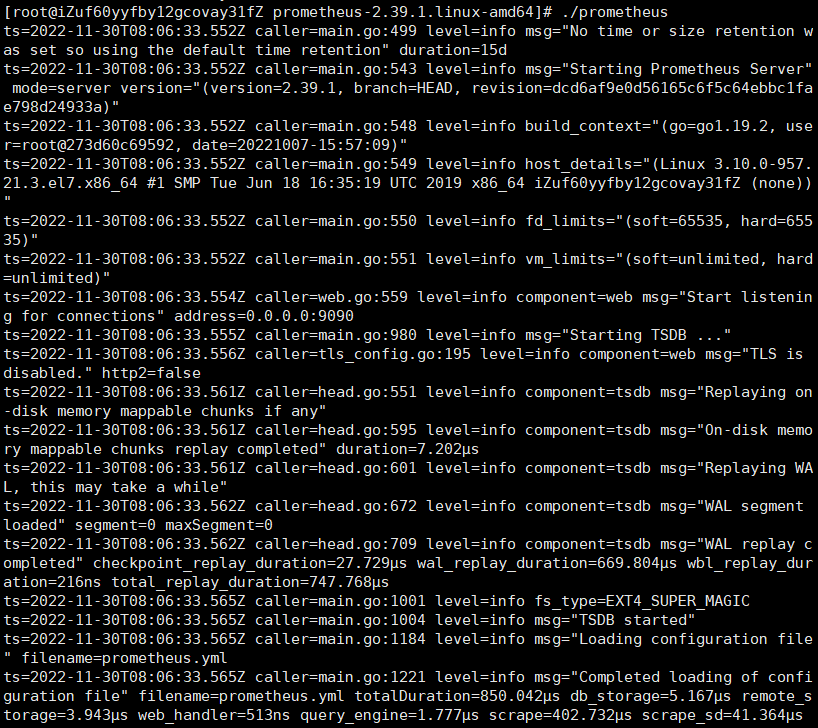 [root@iZuf60yyfby12gcovay31fZ prometheus-2.39.1.linux-amd64]# ./prometheus
ts=2022-11-30T08:06:33.552Z caller=main.go:499 level=info msg="No time or size retention w
as set so using the default time retention" duration=15d
ts=2022-11-30T08:06:33.552Z caller=main.go:543 level=info msg="Starting Prometheus Server"
 mode=server version="(version=2.39.1, branch=HEAD, revision=dcd6af9e0d56165c6f5c64ebbc1fa
e798d24933a)"
ts=2022-11-30T08:06:33.552Z caller=main.go:548 level=info build_context="(go=go1.19.2, use
r=root@273d60c69592, date=20221007-15:57:09)"
ts=2022-11-30T08:06:33.552Z caller=main.go:549 level=info host_details="(Linux 3.10.0-957.
21.3.el7.x86_64 #1 SMP Tue Jun 18 16:35:19 UTC 2019 x86_64 iZuf60yyfby12gcovay31fZ (none))
"
ts=2022-11-30T08:06:33.552Z caller=main.go:550 level=info fd_limits="(soft=65535, hard=655
35)"
ts=2022-11-30T08:06:33.552Z caller=main.go:551 level=info vm_limits="(soft=unlimited, hard
=unlimited)"
ts=2022-11-30T08:06:33.554Z caller=web.go:559 level=info component=web msg="Start listenin
g for connections" address=0.0.0.0:9090
ts=2022-11-30T08:06:33.555Z caller=main.go:980 level=info msg="Starting TSDB ..."
ts=2022-11-30T08:06:33.556Z caller=tls_config.go:195 level=info component=web msg="TLS is 
disabled." http2=false
ts=2022-11-30T08:06:33.561Z caller=head.go:551 level=info component=tsdb msg="Replaying on
-disk memory mappable chunks if any"
ts=2022-11-30T08:06:33.561Z caller=head.go:595 level=info component=tsdb msg="On-disk memo
ry mappable chunks replay completed" duration=7.202µs
ts=2022-11-30T08:06:33.561Z caller=head.go:601 level=info component=tsdb msg="Replaying WA
L, this may take a while"
ts=2022-11-30T08:06:33.562Z caller=head.go:672 level=info component=tsdb msg="WAL segment 
loaded" segment=0 maxSegment=0
ts=2022-11-30T08:06:33.562Z caller=head.go:709 level=info component=tsdb msg="WAL replay c
ompleted" checkpoint_replay_duration=27.729µs wal_replay_duration=669.804µs wbl_replay_dur
ation=216ns total_replay_duration=747.768µs
ts=2022-11-30T08:06:33.565Z caller=main.go:1001 level=info fs_type=EXT4_SUPER_MAGIC
ts=2022-11-30T08:06:33.565Z caller=main.go:1004 level=info msg="TSDB started"
ts=2022-11-30T08:06:33.565Z caller=main.go:1184 level=info msg="Loading configuration file
" filename=prometheus.yml
ts=2022-11-30T08:06:33.565Z caller=main.go:1221 level=info msg="Completed loading of confi
guration file" filename=prometheus.yml totalDuration=850.042µs db_storage=5.167µs remote_s
torage=3.943µs web_handler=513ns query_engine=1.777µs scrape=402.732µs scrape_sd=41.364µs